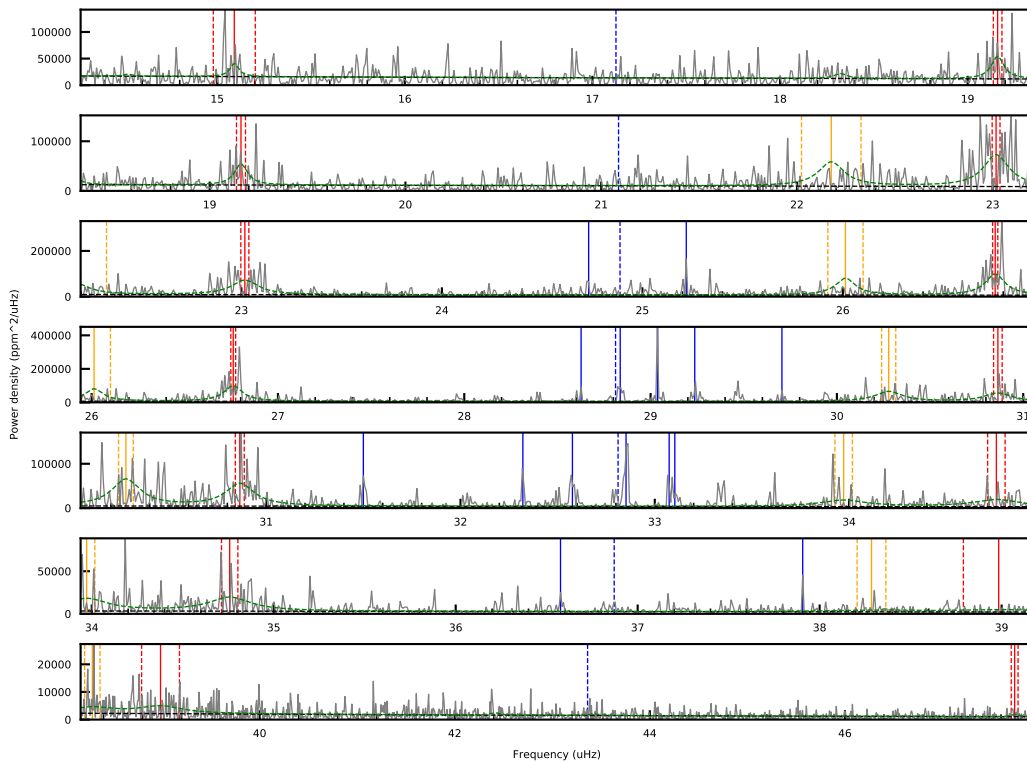 100000
50000
0
15 16 17 18 19
100000
0
19 20 21 22 23
200000
0
23 24 25 26
400000
200000
0
26 27 28 29 30 31
Power density (ppm^2/uHz)
100000
0
31 32 33 34
50000
0
34 35 36 37 38 39
20000
10000
0
40 42 44 46
Frequency (uHz)